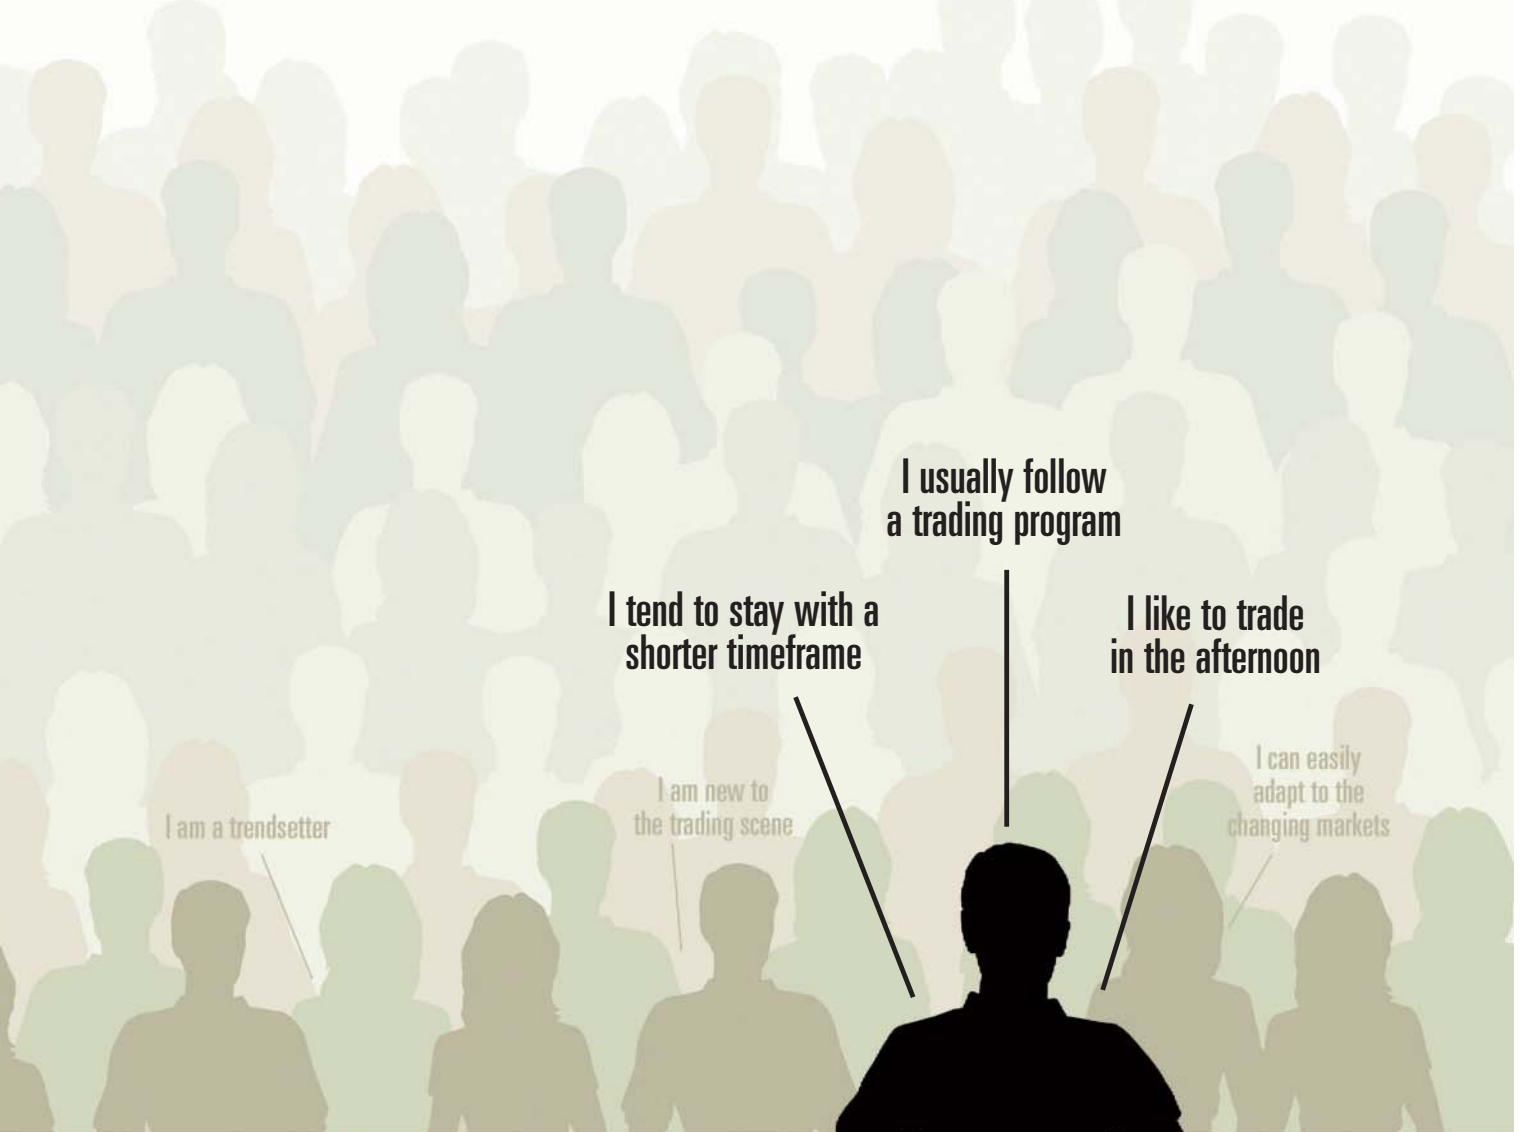 I usually follow
a trading program
I tend to stay with a
shorter timeframe
I like to trade
in the afternoon
I am a trendsetter
I am new to
the trading scene
I can easily
adapt to the
changing markets